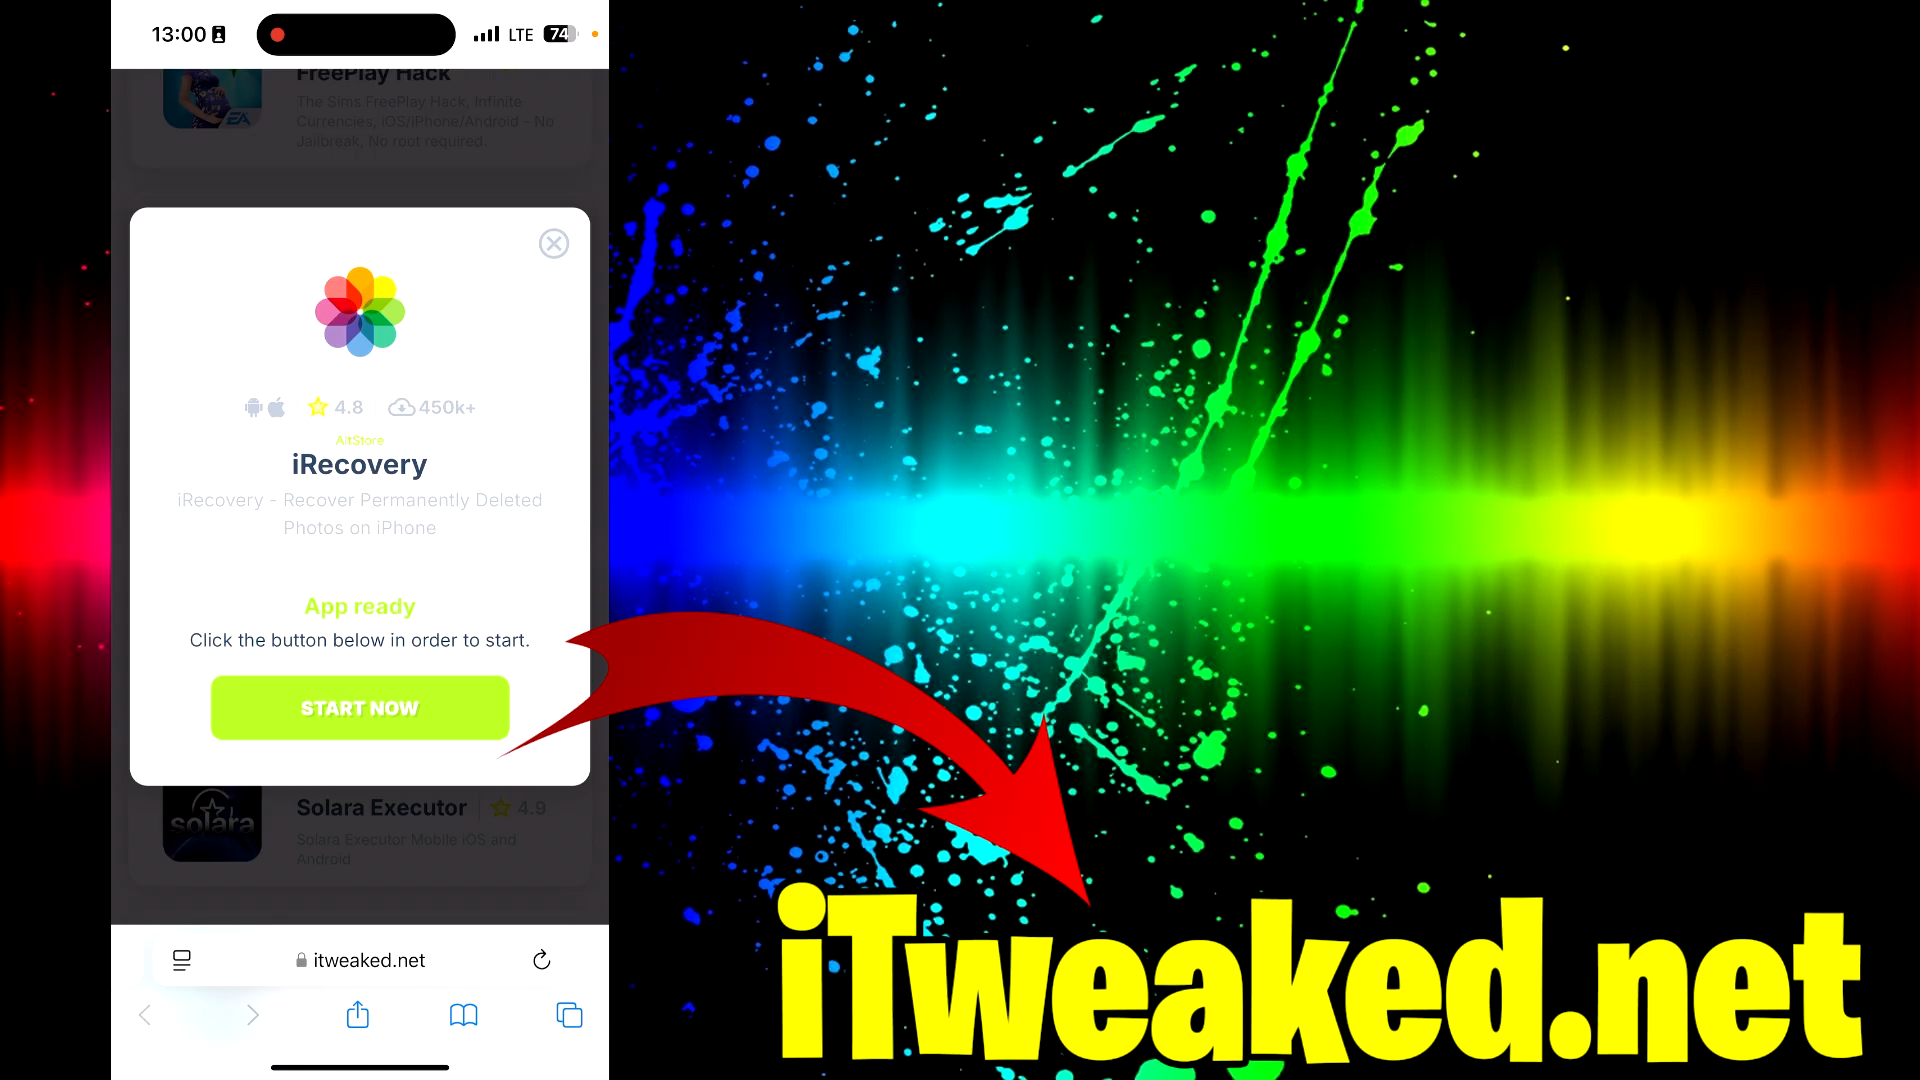 13:00
LTE
74
FreePlay Hack
The Sims FreePlay Hack, Infinite
Currencies, iOS/iPhone/Android - No
Jailbreak, No root required.
EA
4.8
450k+
AltStore
iRecovery
iRecovery - Recover Permanently Deleted
Photos on iPhone
App ready
Click the button below in order to start.
START NOW
solara
Solara Executor
4.9
Solara Executor Mobile iOS and
Android
itweaked.net
iTweaked.net